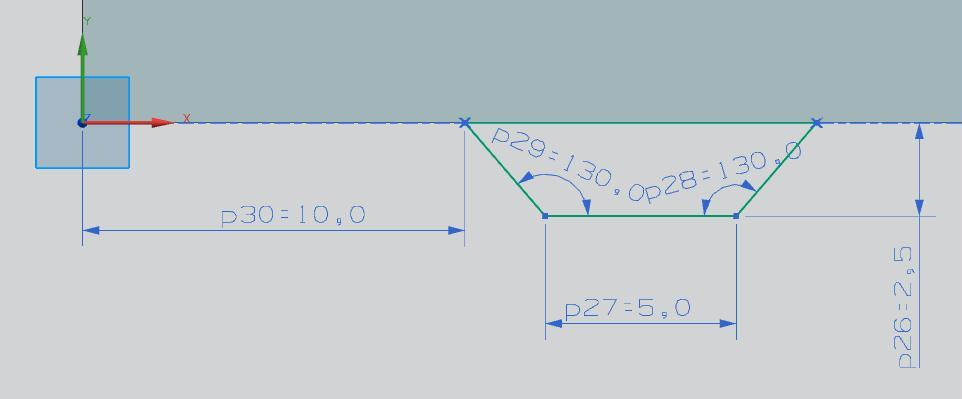 Y
Z
X
p29=130,0
p28=130,0
p30=10,0
p27=5,0
p26=2,5